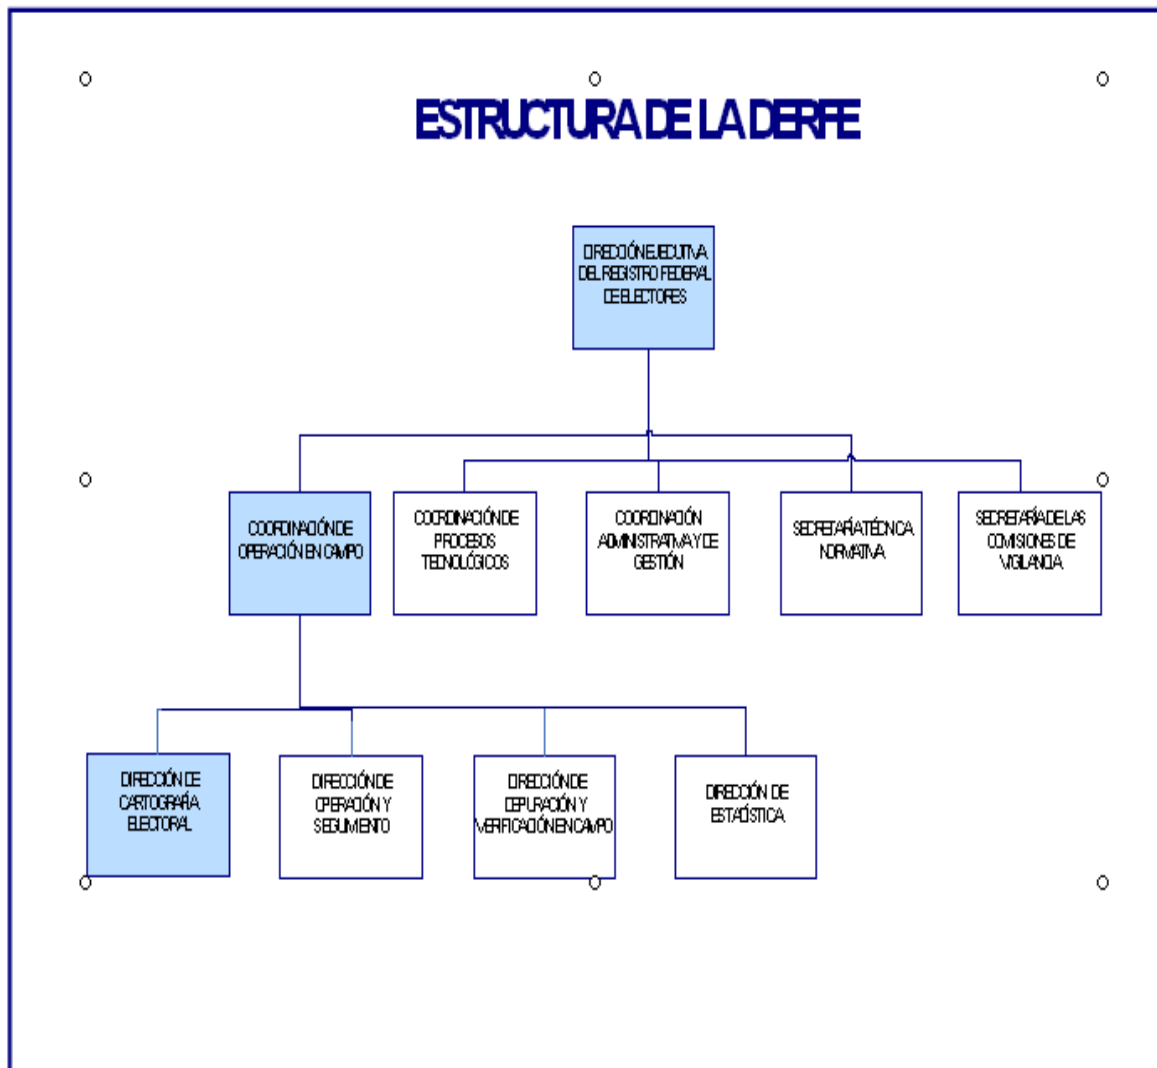 ESTRUCTURA DE LA DERFE
DIRECCIÓN EJECUTIVA
DEL REGISTRO FEDERAL
DE ELECTORES
COORDINACIÓN DE
OPERACIÓN EN CAMPO
COORDINACIÓN DE
PROCESOS
TECNOLÓGICOS
COORDINACIÓN
ADMINISTRATIVA Y DE
GESTIÓN
SECRETARÍA TÉCNICA
NORMATIVA
SECRETARÍA DE LAS
COMISIONES DE
VIGILANCIA
DIRECCIÓN DE
CARTOGRAFÍA
ELECTORAL
DIRECCIÓN DE
OPERACIÓN Y
SEGUIMIENTO
DIRECCIÓN DE
DEPURACIÓN Y
VERIFICACIÓN EN CAMPO
DIRECCIÓN DE
ESTADÍSTICA